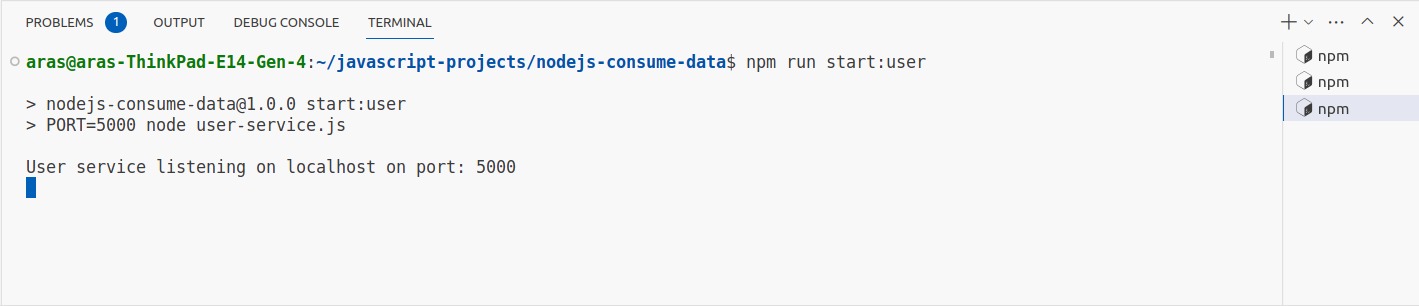 PROBLEMS 1 OUTPUT DEBUG CONSOLE TERMINAL
aras@aras-ThinkPad-E14-Gen-4:~/javascript-projects/nodejs-consume-data$ npm run start:user
> nodejs-consume-data@1.0.0 start:user
> PORT=5000 node user-service.js
User service listening on localhost on port: 5000
npm
npm
npm